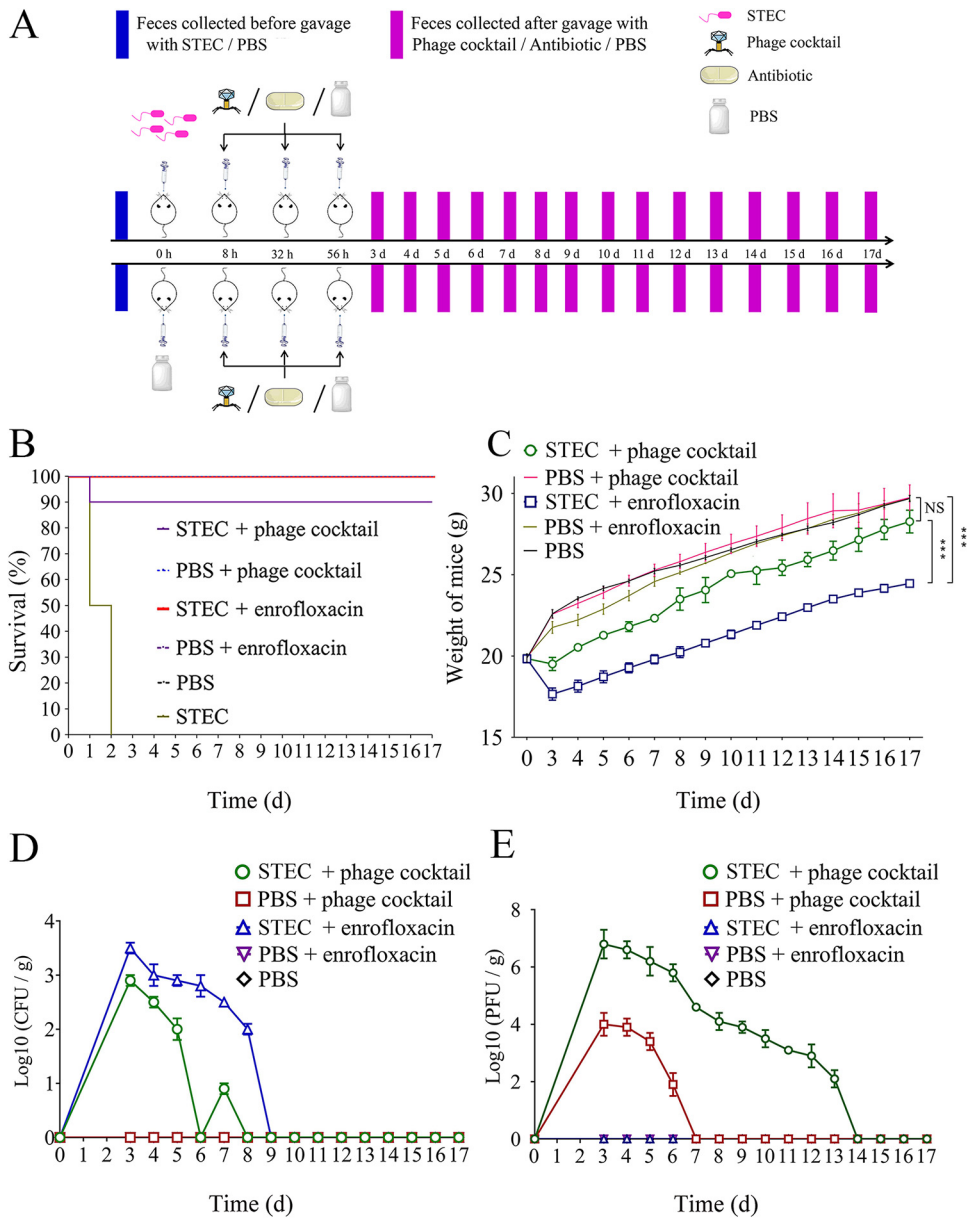 A
Feces collected before gavage
with STEC / PBS
Feces collected after gavage with
Phage cocktail / Antibiotic / PBS
STEC
Phage cocktail
Antibiotic
PBS
/ /
0 h 8 h 32 h 56 h 3 d 4 d 5 d 6 d 7 d 8 d 9 d 10 d 11 d 12 d 13 d 14 d 15 d 16 d 17d
/ /
B
Survival (%)
100
90
80
70
60
50
40
30
20
10
0
STEC + phage cocktail
PBS + phage cocktail
STEC + enrofloxacin
PBS + enrofloxacin
PBS
STEC
0 1 2 3 4 5 6 7 8 9 10 11 12 13 14 15 16 17
Time (d)
C
STEC + phage cocktail
PBS + phage cocktail
STEC + enrofloxacin
PBS + enrofloxacin
PBS
Weight of mice (g)
30
25
20
15
NS
***
***
0 3 4 5 6 7 8 9 10 11 12 13 14 15 16 17
Time (d)
D
STEC + phage cocktail
PBS + phage cocktail
STEC + enrofloxacin
PBS + enrofloxacin
PBS
Log10 (CFU / g)
4
3
2
1
0
0 1 2 3 4 5 6 7 8 9 10 11 12 13 14 15 16 17
Time (d)
E
STEC + phage cocktail
PBS + phage cocktail
STEC + enrofloxacin
PBS + enrofloxacin
PBS
Log10 (PFU / g)
8
6
4
2
0
0 1 2 3 4 5 6 7 8 9 10 11 12 13 14 15 16 17
Time (d)